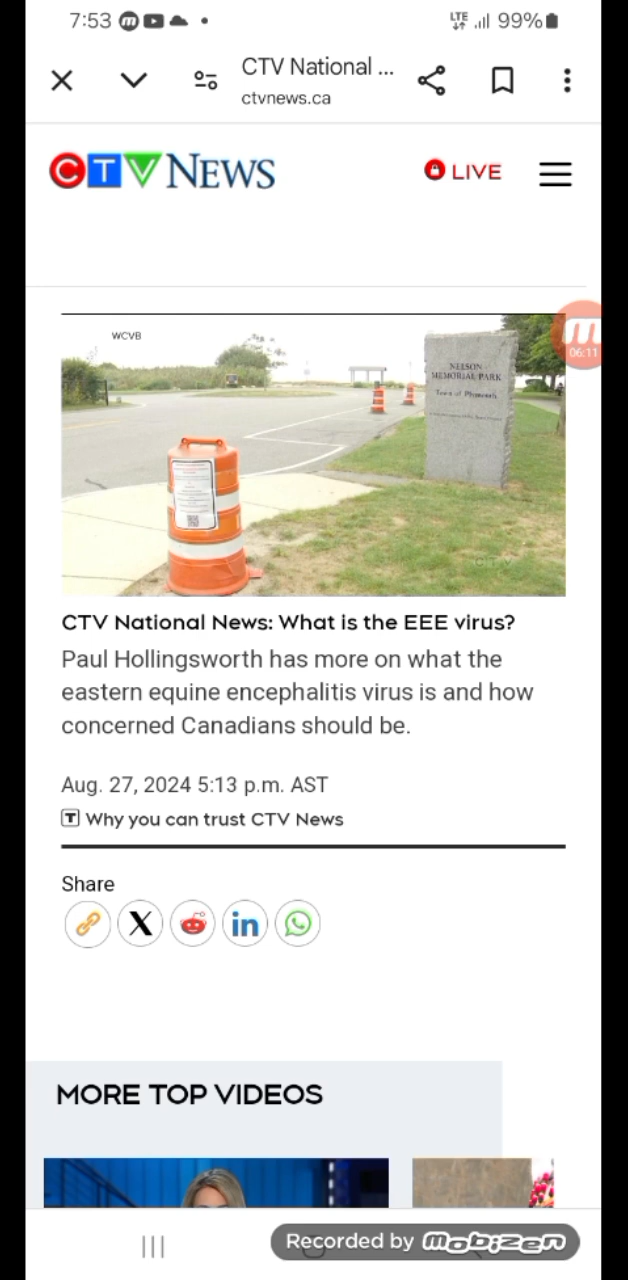 7:53
LTE 99%
CTV National ...
ctvnews.ca
CTV NEWS
LIVE
WCVB
NELSON
MEMORIAL PARK
Town of Plymouth
06:11
CTV
CTV National News: What is the EEE virus?
Paul Hollingsworth has more on what the
eastern equine encephalitis virus is and how
concerned Canadians should be.
Aug. 27, 2024 5:13 p.m. AST
T Why you can trust CTV News
Share
X
in
MORE TOP VIDEOS
Recorded by mobizen